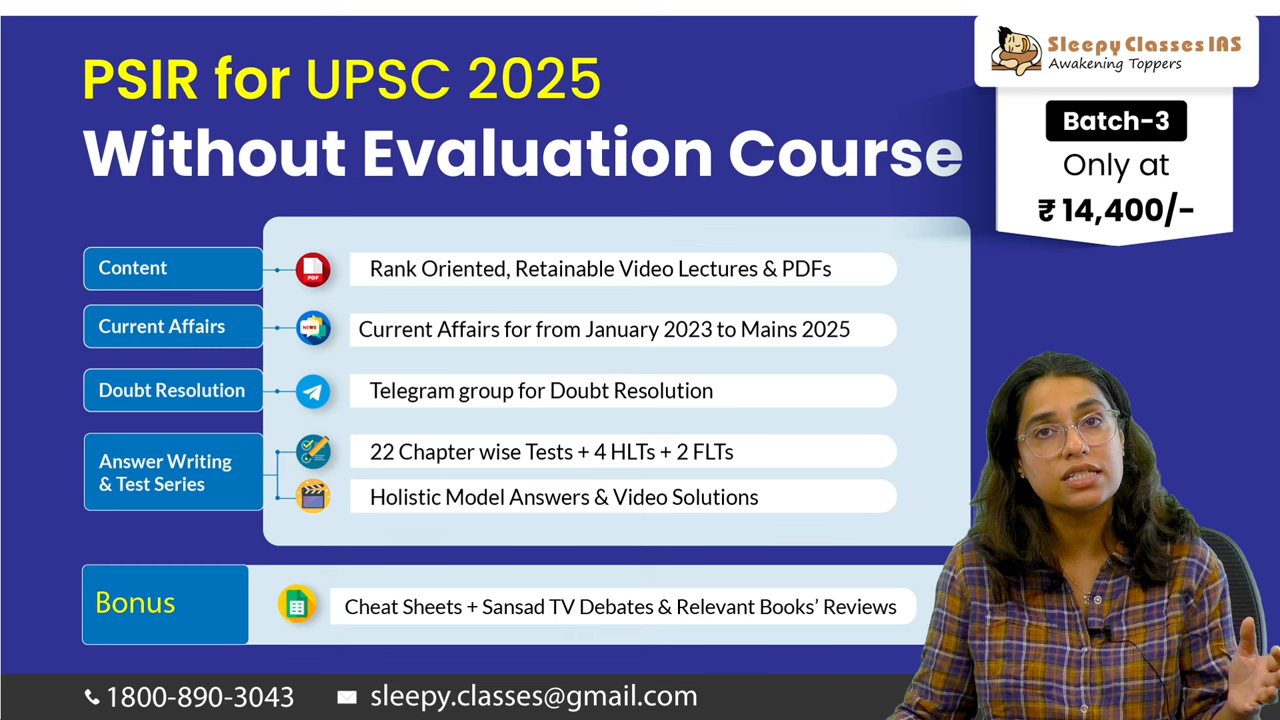 PSIR for UPSC 2025
Without Evaluation Course
Sleepy Classes IAS
Awakening Toppers
Batch-3
Only at
₹ 14,400/-
Content
PDF
Rank Oriented, Retainable Video Lectures & PDFs
Current Affairs
NEWS
Current Affairs for from January 2023 to Mains 2025
Doubt Resolution
Telegram group for Doubt Resolution
Answer Writing
& Test Series
22 Chapter wise Tests + 4 HLTs + 2 FLTs
Holistic Model Answers & Video Solutions
Bonus
Cheat Sheets + Sansad TV Debates & Relevant Books’ Reviews
1800-890-3043
sleepy.classes@gmail.com